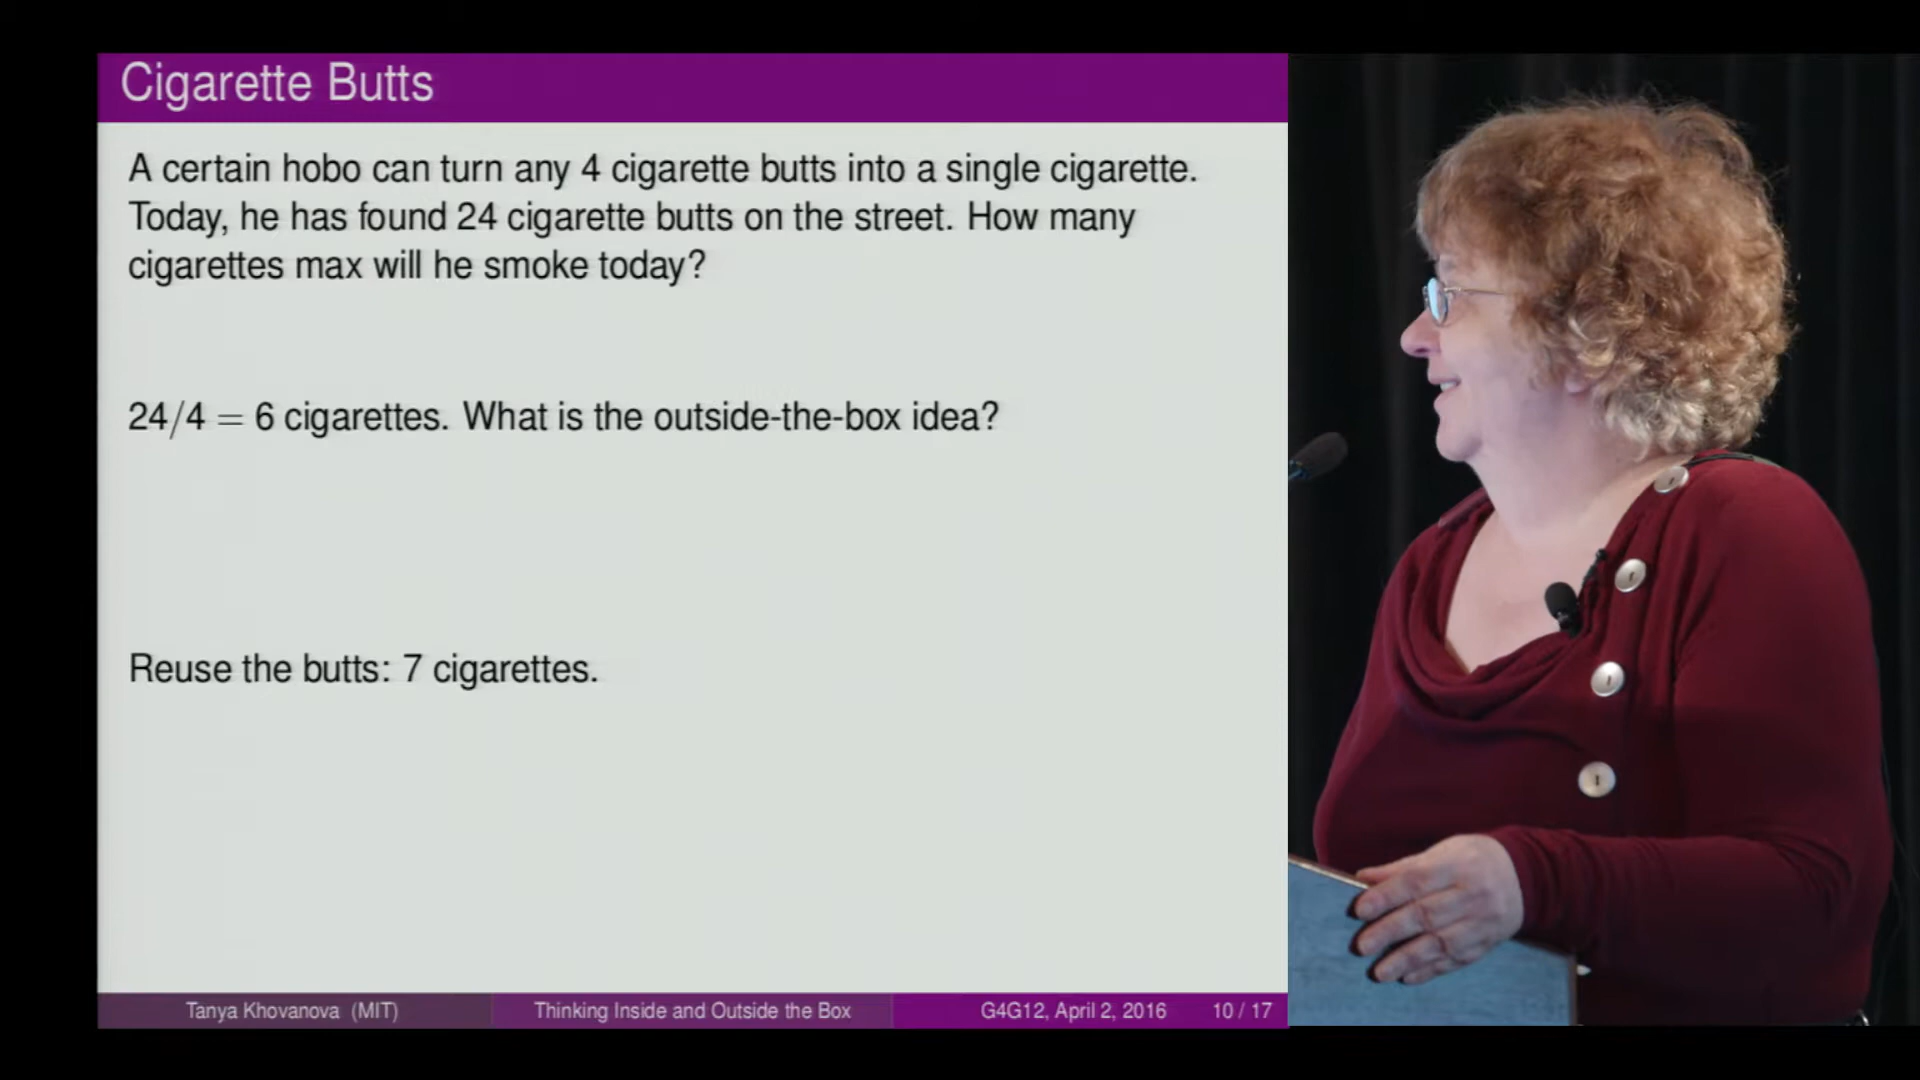 Cigarette Butts
A certain hobo can turn any 4 cigarette butts into a single cigarette.
Today, he has found 24 cigarette butts on the street. How many
cigarettes max will he smoke today?
24/4 = 6 cigarettes. What is the outside-the-box idea?
Reuse the butts: 7 cigarettes.
Tanya Khovanova (MIT) Thinking Inside and Outside the Box G4G12, April 2, 2016 10 / 17